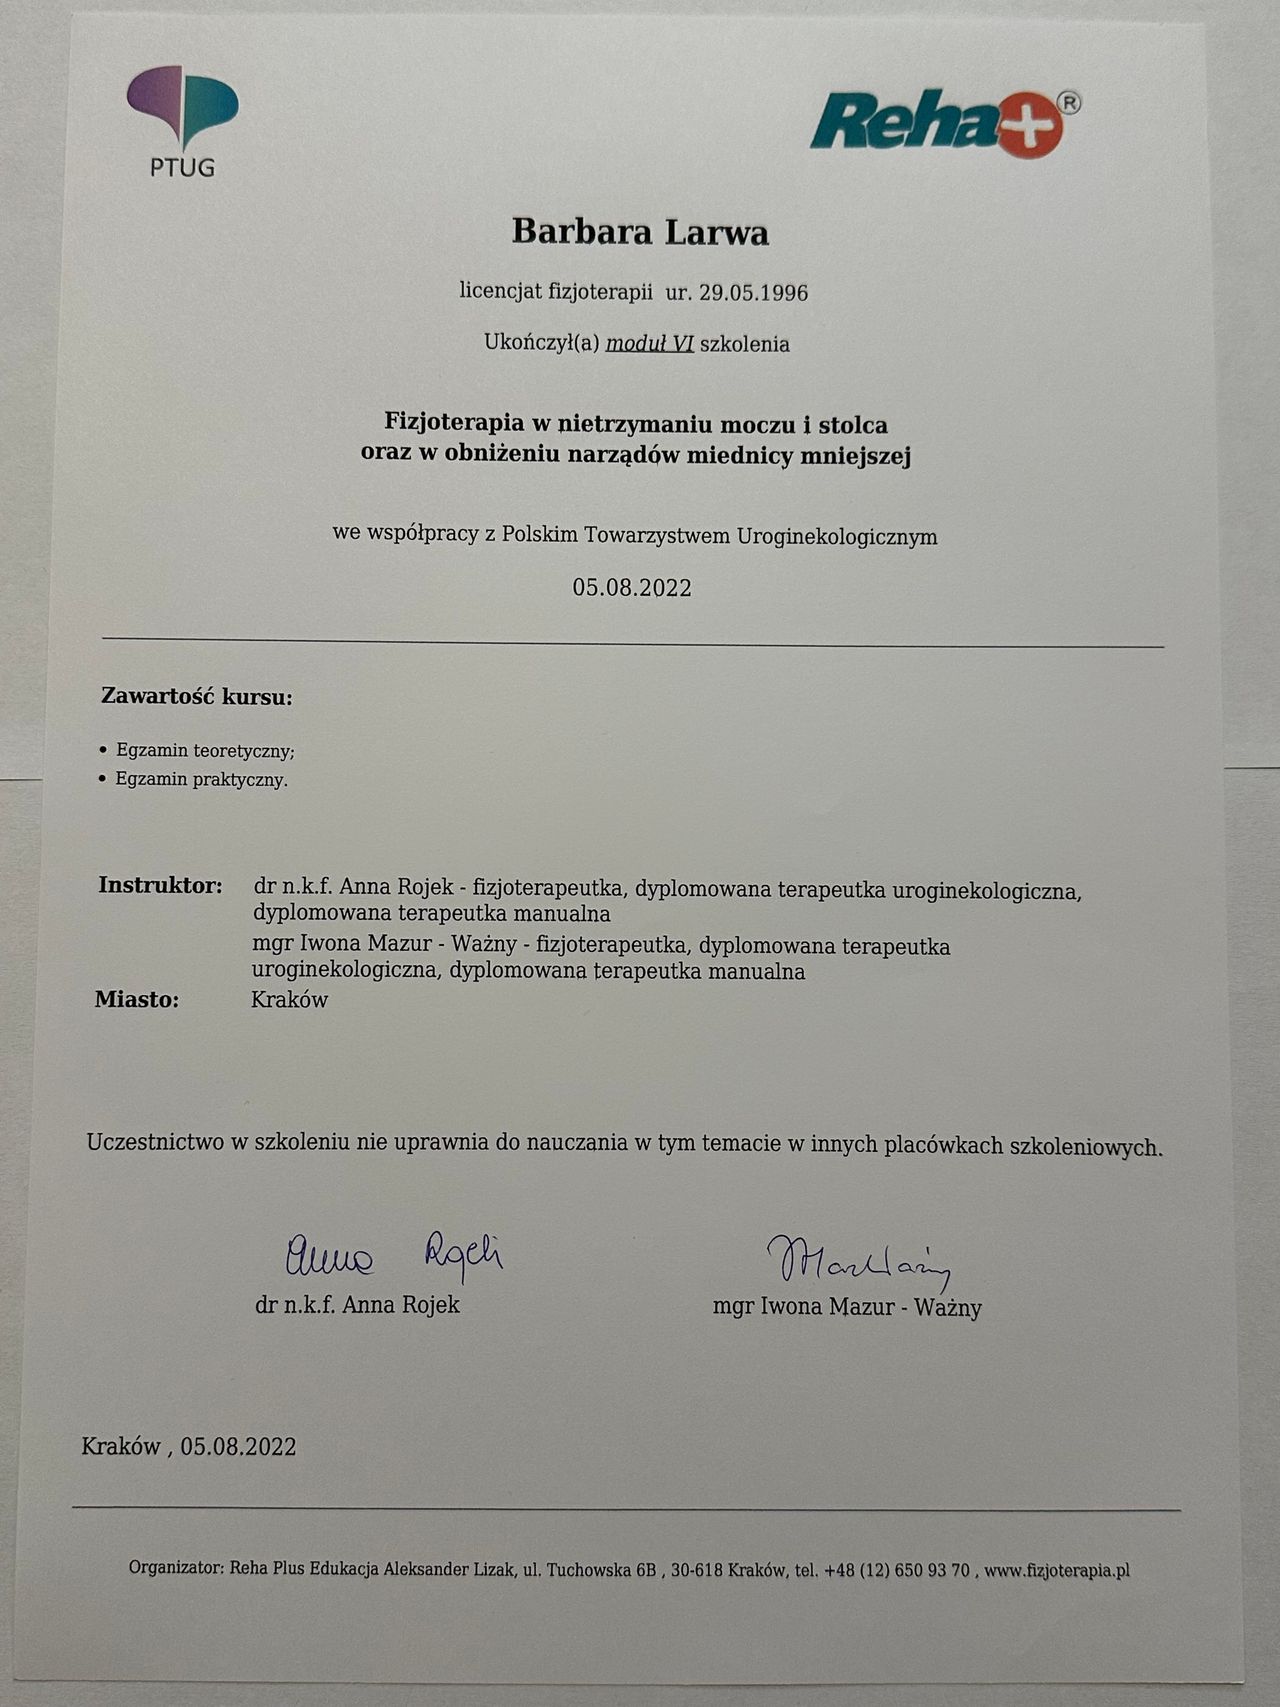 PTUG
Reha+®
Barbara Larwa
licencjat fizjoterapii ur. 29.05.1996
Ukończył(a) moduł VI szkolenia
Fizjoterapia w nietrzymaniu moczu i stolca
oraz w obniżeniu narządów miednicy mniejszej
we współpracy z Polskim Towarzystwem Uroginekologicznym
05.08.2022
Zawartość kursu:
• Egzamin teoretyczny;
• Egzamin praktyczny.
Instruktor: dr n.k.f. Anna Rojek - fizjoterapeutka, dyplomowana terapeutka uroginekologiczna,
dyplomowana terapeutka manualna
mgr Iwona Mazur - Ważny - fizjoterapeutka, dyplomowana terapeutka
uroginekologiczna, dyplomowana terapeutka manualna
Miasto: Kraków
Uczestnictwo w szkoleniu nie uprawnia do nauczania w tym temacie w innych placówkach szkoleniowych.
Anna Rojek
dr n.k.f. Anna Rojek
mgr Iwona Mazur - Ważny
Kraków , 05.08.2022
Organizator: Reha Plus Edukacja Aleksander Lizak, ul. Tuchowska 6B , 30-618 Kraków, tel. +48 (12) 650 93 70 , www.fizjoterapia.pl